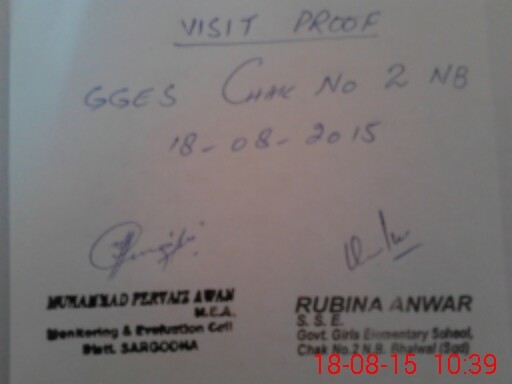 VISIT PROOF
GGES CHAK NO 2 NB
18-08-2015
MUHAMMAD PERVAIZ AWAN
M.E.A.
Monitoring & Evaluation Cell
Distt. SARGODHA
RUBINA ANWAR
S. S. E.
Govt. Girls Elementary School,
Chak No.2 N.B. Bhalwal (Sgd)
18-08-15 10:39